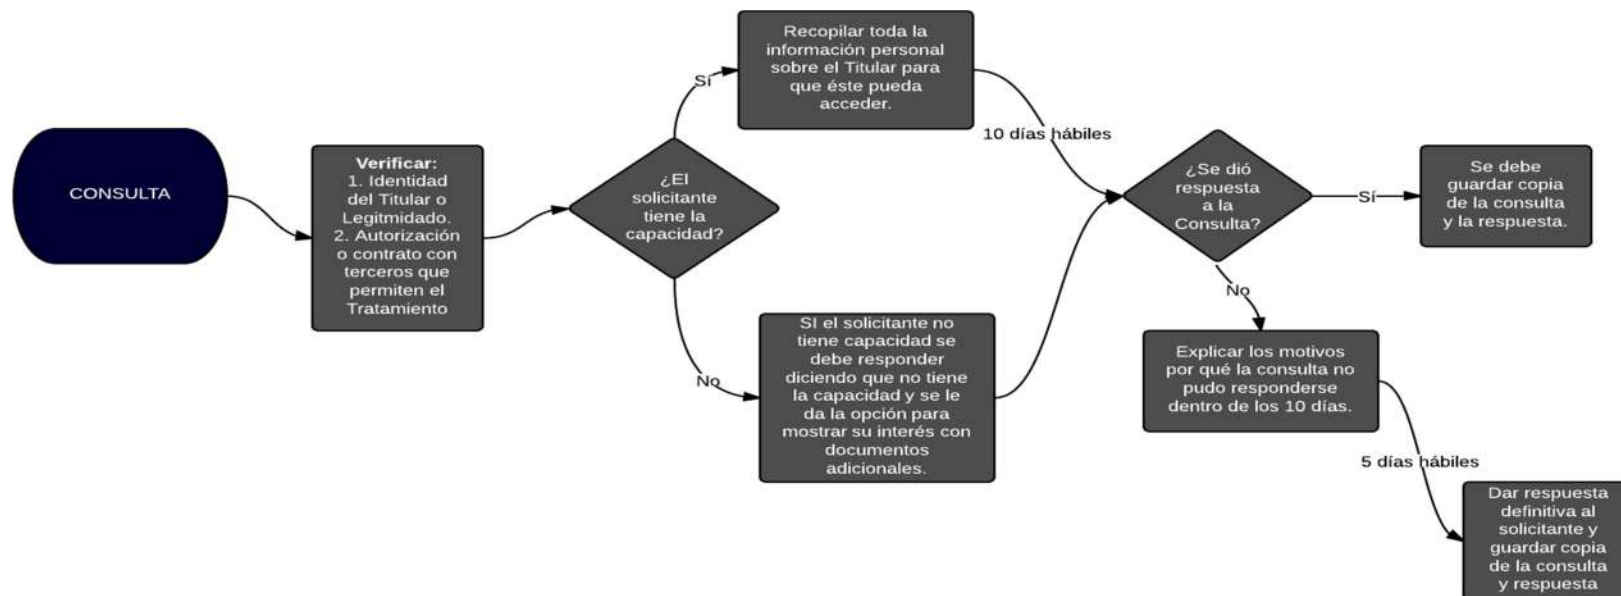 CONSULTA
Verificar:
1. Identidad
del Titular o
Legitmidado.
2. Autorización
o contrato con
terceros que
permiten el
Tratamiento
¿El
solicitante
tiene la
capacidad?
Sí
Recopilar toda la
información personal
sobre el Titular para
que éste pueda
acceder.
No
SI el solicitante no
tiene capacidad se
debe responder
diciendo que no tiene
la capacidad y se le
da la opción para
mostrar su interés con
documentos
adicionales.
10 días hábiles
¿Se dió
respuesta
a la
Consulta?
Sí
Se debe
guardar copia
de la consulta
y la respuesta.
No
Explicar los motivos
por qué la consulta no
pudo responderse
dentro de los 10 días.
5 días hábiles
Dar respuesta
definitiva al
solicitante y
guardar copia
de la consulta
y respuesta